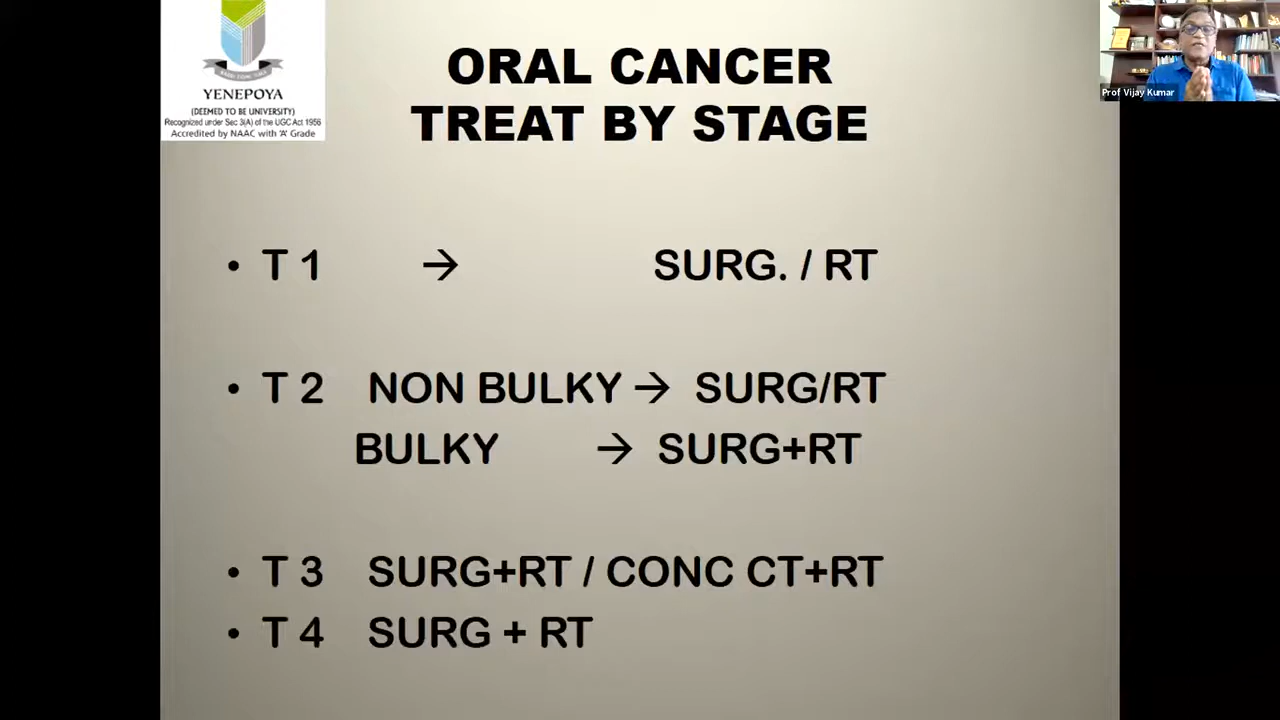 YENEPOYA
(DEEMED TO BE UNIVERSITY)
Recognized under Sec 3(A) of the UGC Act 1956
Accredited by NAAC with 'A' Grade
ORAL CANCER
TREAT BY STAGE
Prof Vijay Kumar
• T 1 → SURG. / RT
• T 2 NON BULKY → SURG/RT
BULKY → SURG+RT
• T 3 SURG+RT / CONC CT+RT
• T 4 SURG + RT